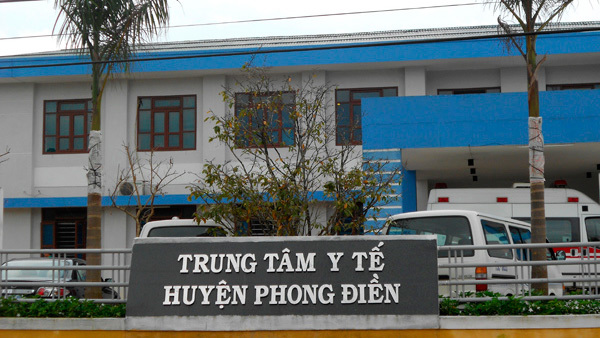 TRUNG TÂM Y TẾ
HUYỆN PHONG ĐIỀN